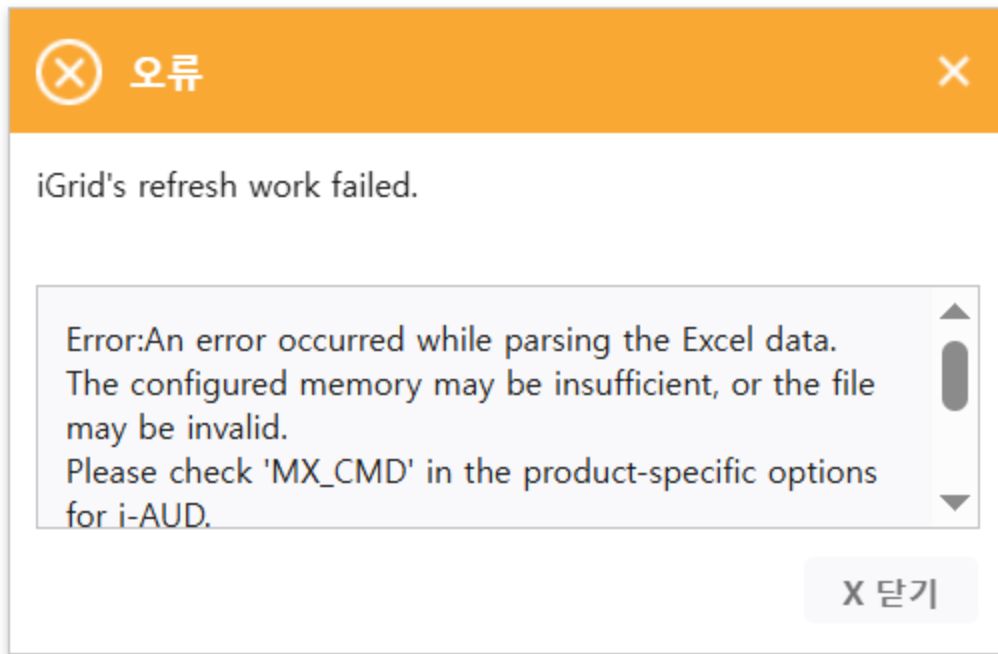 오류
iGrid's refresh work failed.
Error:An error occurred while parsing the Excel data.
The configured memory may be insufficient, or the file
may be invalid.
Please check 'MX_CMD' in the product-specific options
for i-AUD.
X 닫기